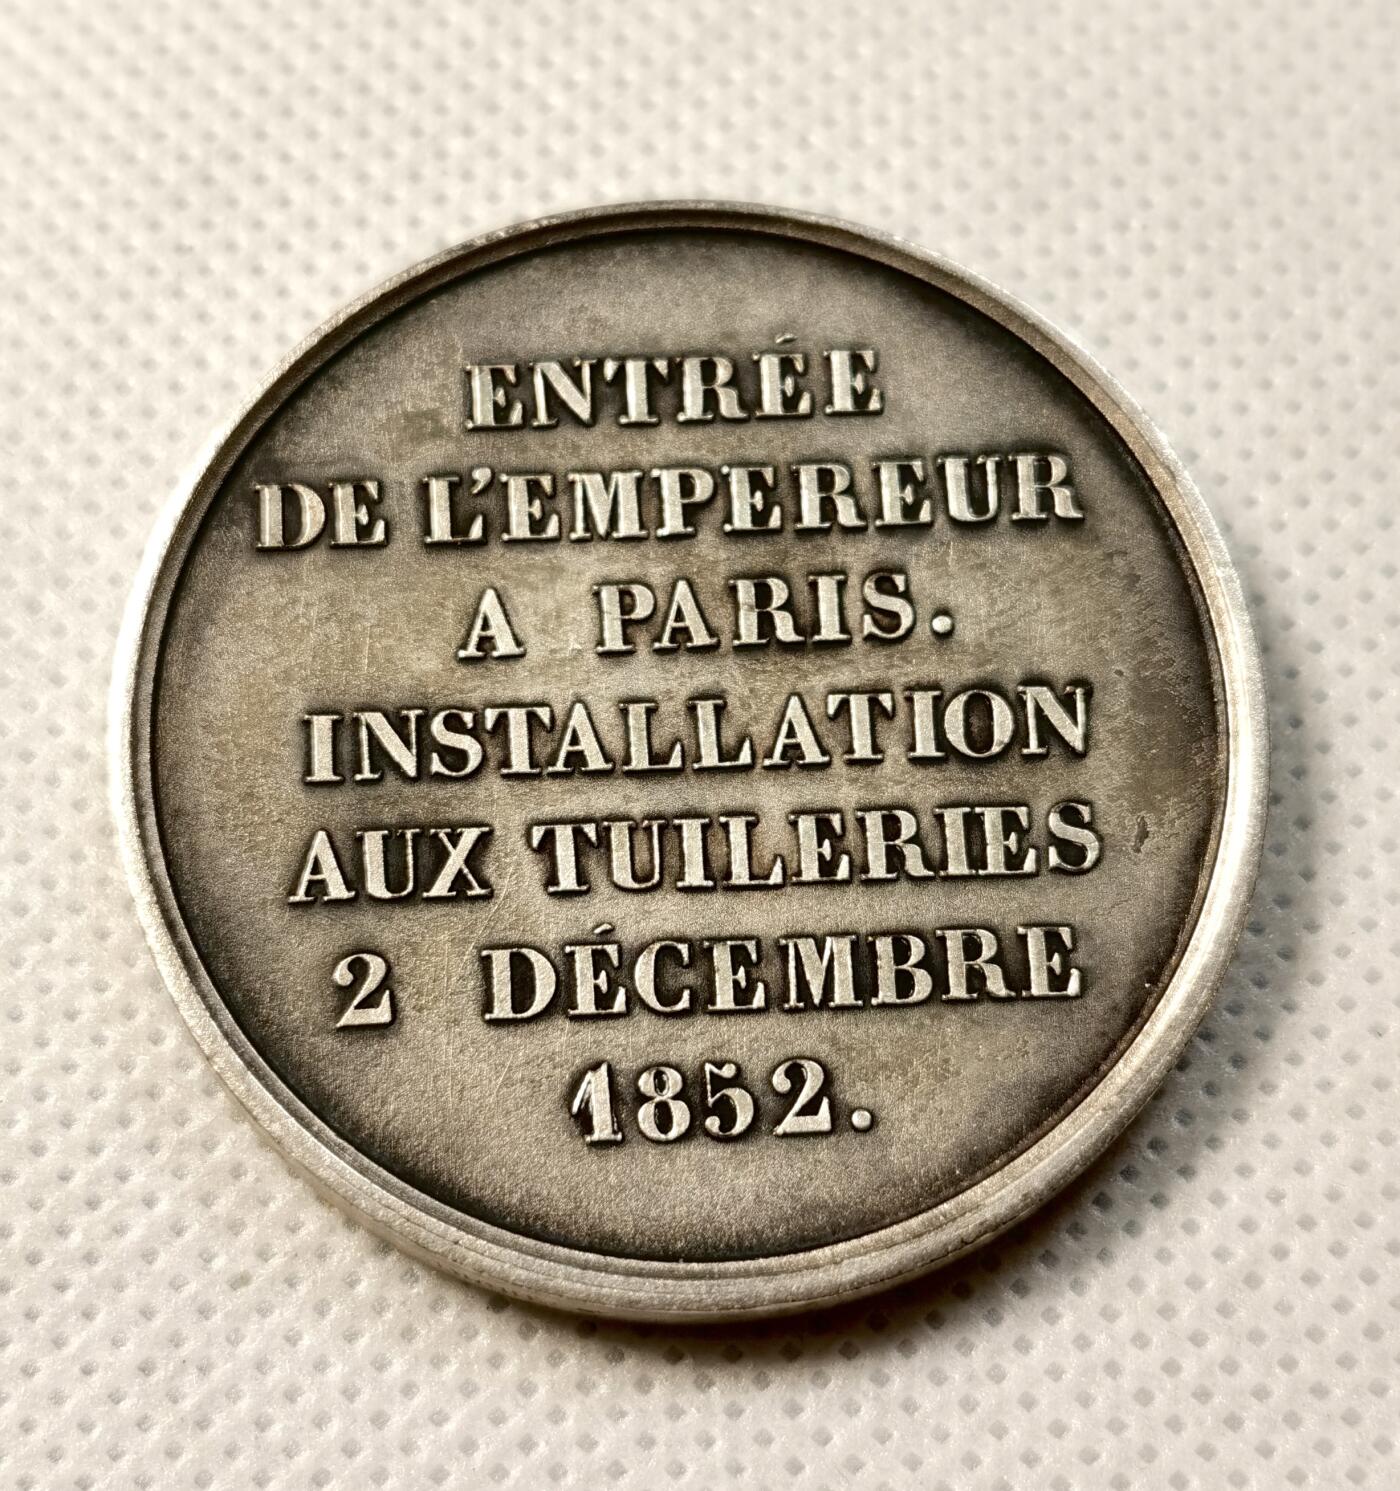 ENTRÉE
DE L'EMPEREUR
A PARIS.
INSTALLATION
AUX TUILERIES
2 DÉCEMBRE
1852.